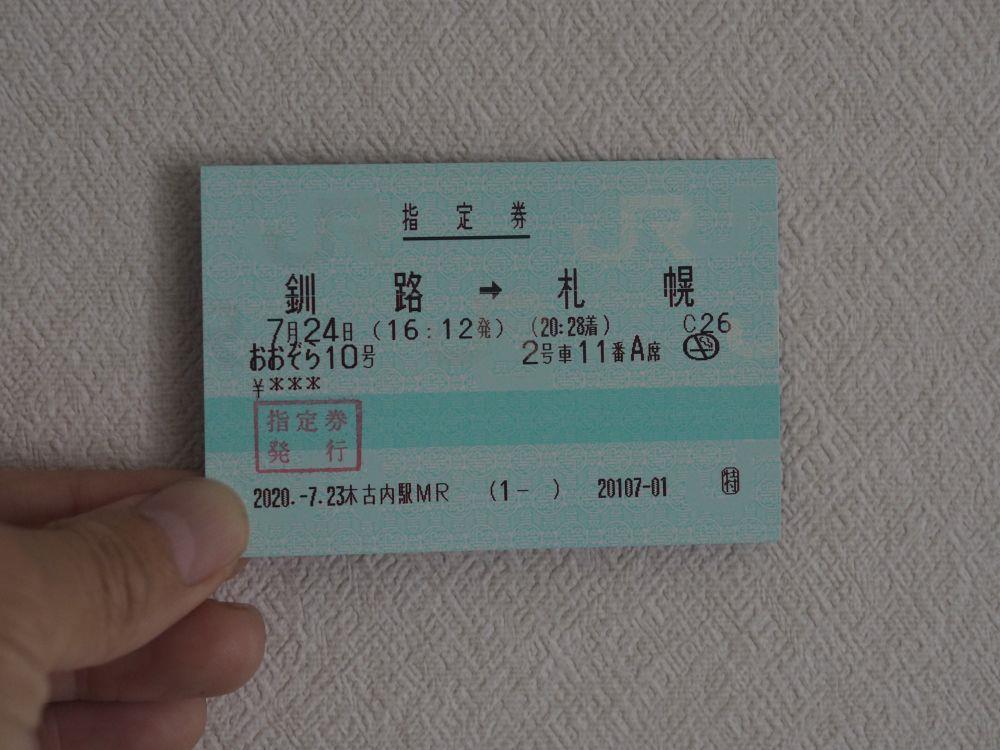 指定券
釧路→札幌
7月24日(16:12発) (20:28着) C26
おおぞら10号 2号車11番A席
¥***
指定券
発行
2020.-7.23木古内駅MR (1- ) 20107-01 特
JR